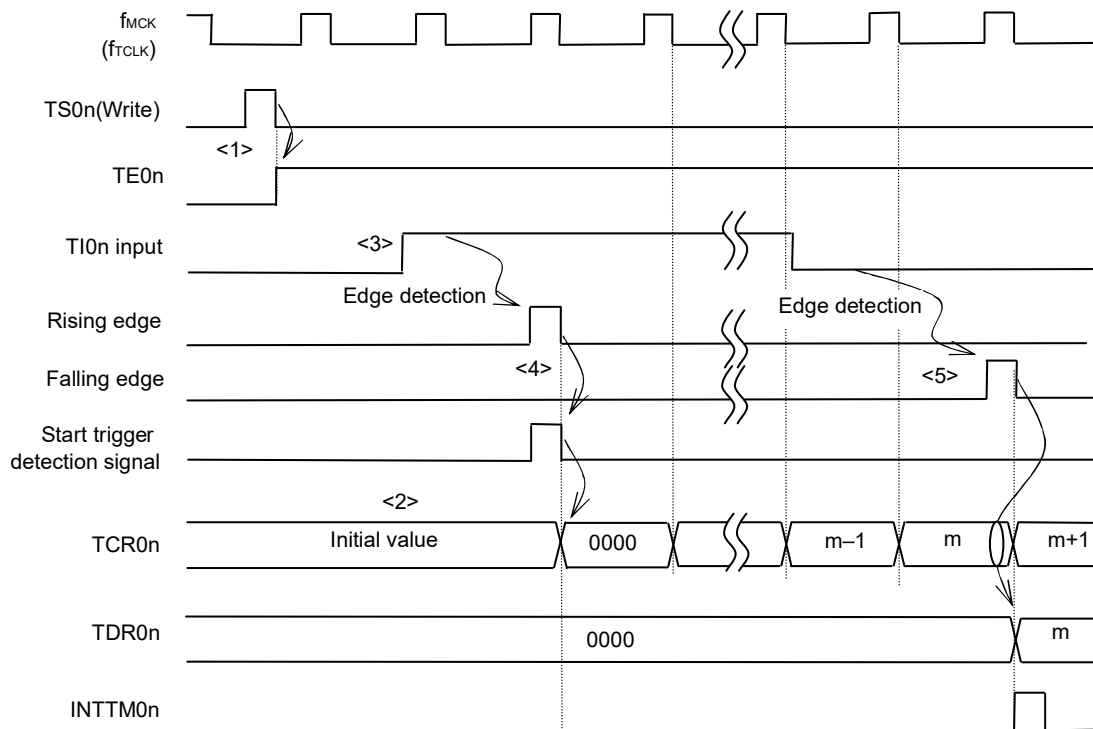 fMCK
(fTCLK)
TS0n(Write)
<1>
TE0n
TI0n input
<3>
Edge detection
Edge detection
Rising edge
<4>
<5>
Falling edge
Start trigger
detection signal
<2>
TCR0n
Initial value
0000
m–1
m
m+1
TDR0n
0000
m
INTTM0n